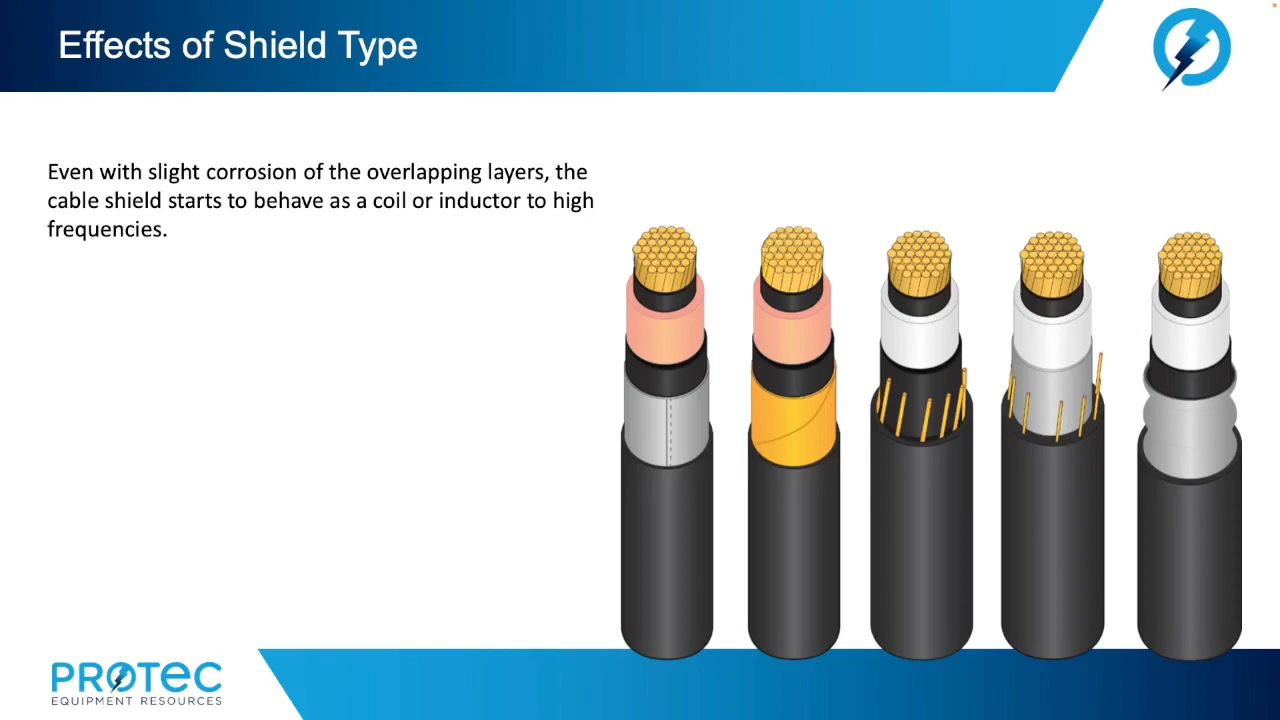 Effects of Shield Type
Even with slight corrosion of the overlapping layers, the
cable shield starts to behave as a coil or inductor to high
frequencies.
PROTEC
EQUIPMENT RESOURCES